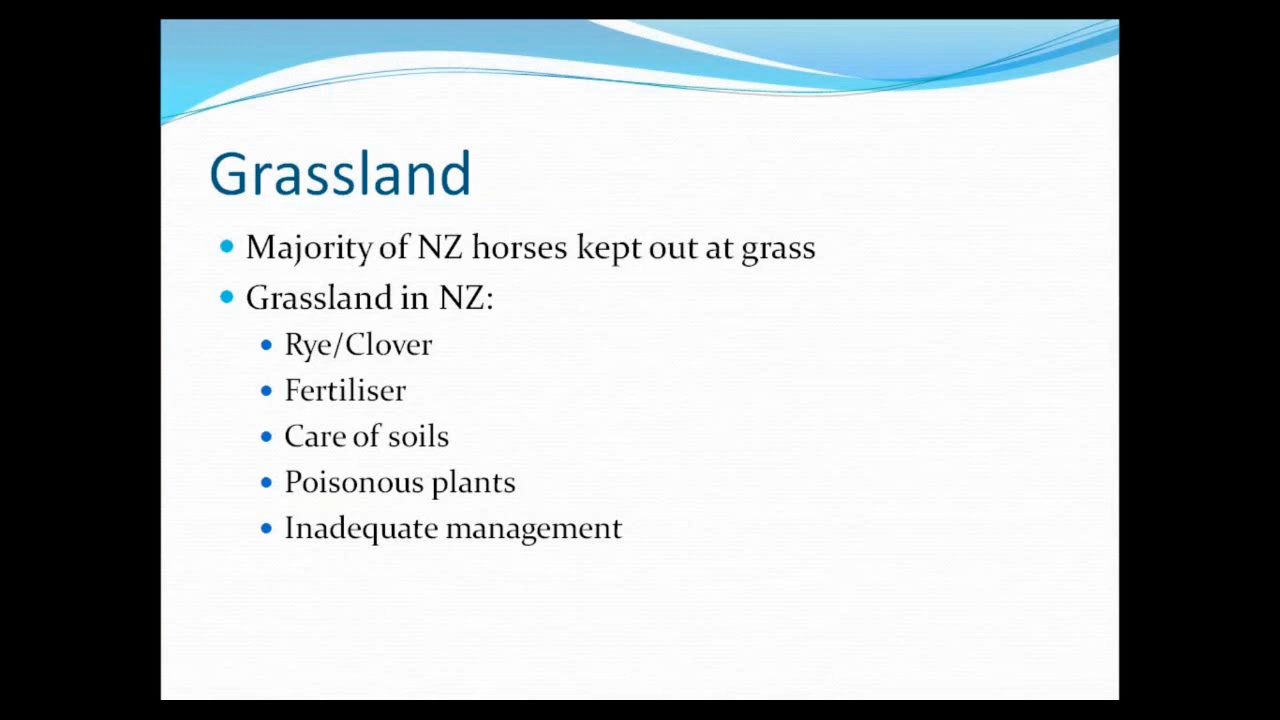 Grassland
Majority of NZ horses kept out at grass
Grassland in NZ:
Rye/Clover
Fertiliser
Care of soils
Poisonous plants
Inadequate management